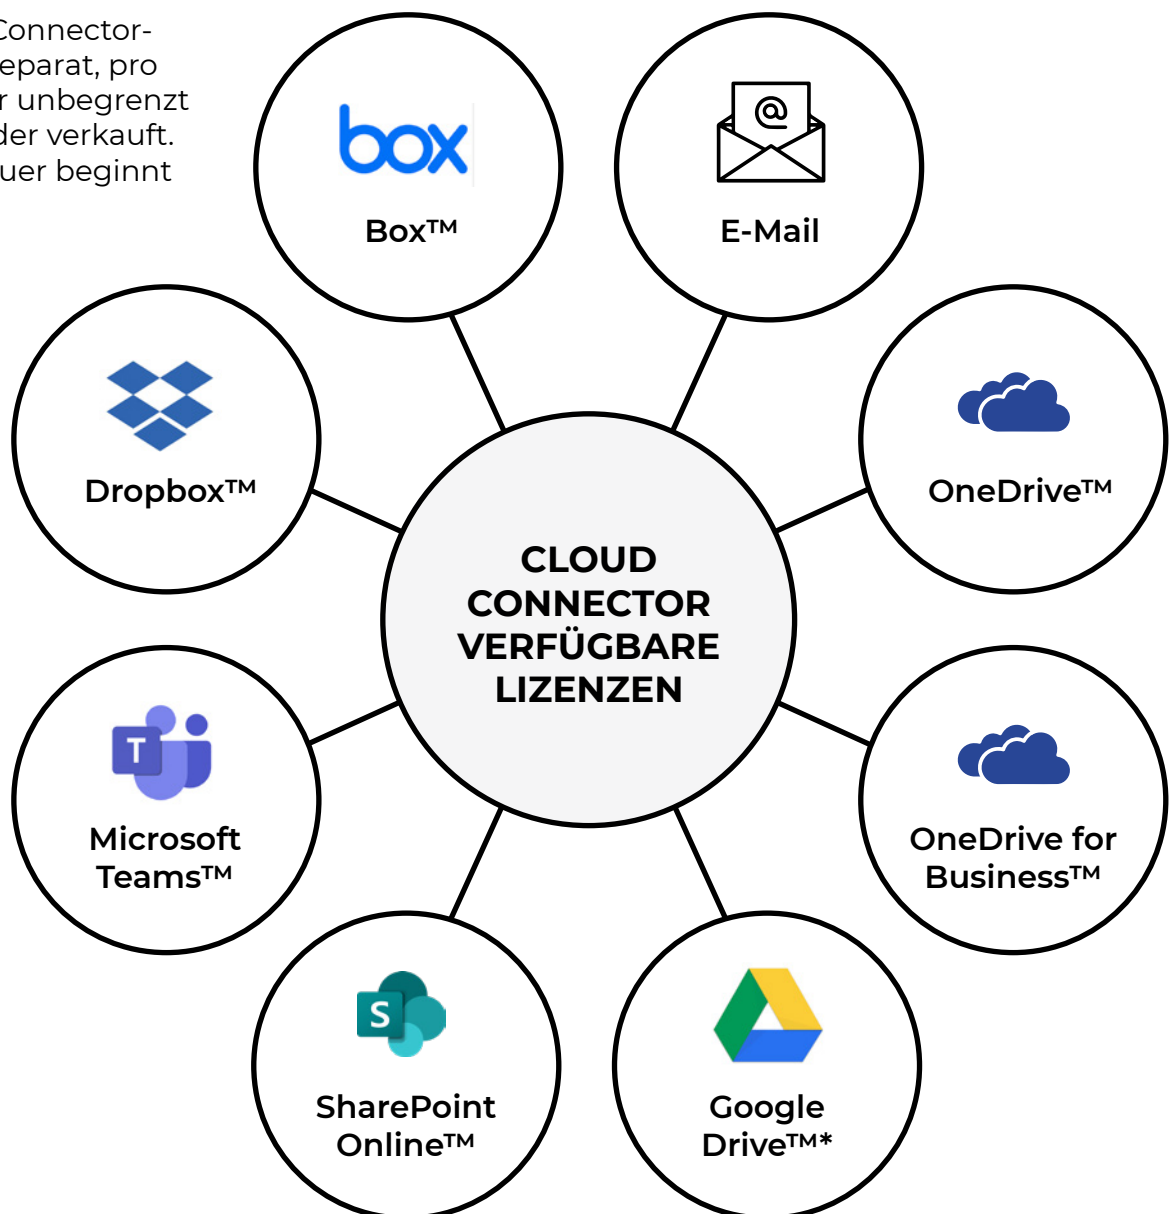 Connector-
eparat, pro
r unbegrenzt
der verkauft.
uer beginnt
box
Box™
@
E-Mail
Dropbox™
OneDrive™
CLOUD
CONNECTOR
VERFÜGBARE
LIZENZEN
T
Microsoft
Teams™
OneDrive for
Business™
S
SharePoint
Online™
Google
Drive™*